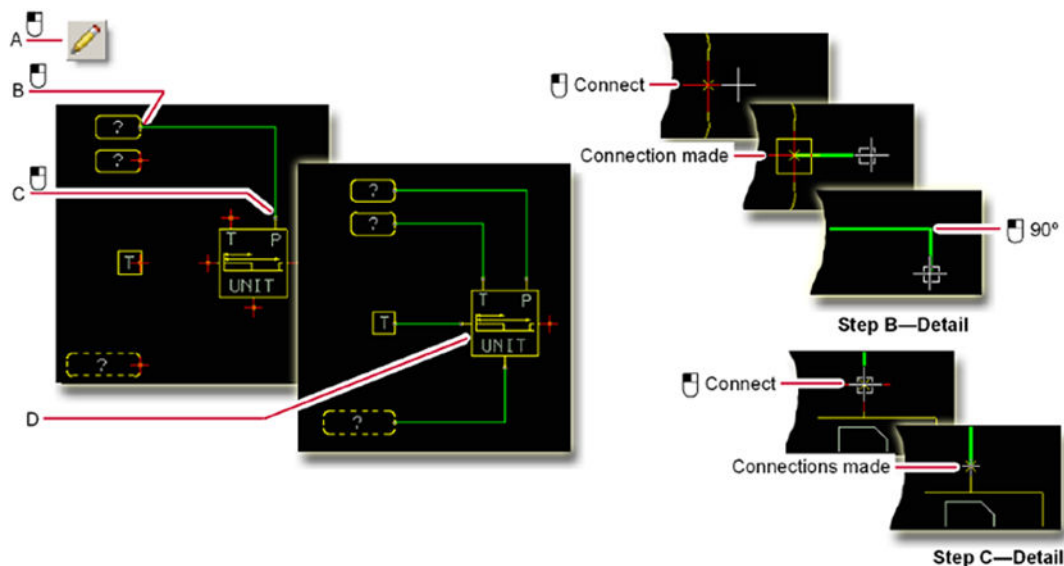 A
B
?
?
C
T P
T
UNIT
?
?
?
T P
T
UNIT
?
D
Connect
Connection made
90°
Step B—Detail
Connect
Connections made
Step C—Detail